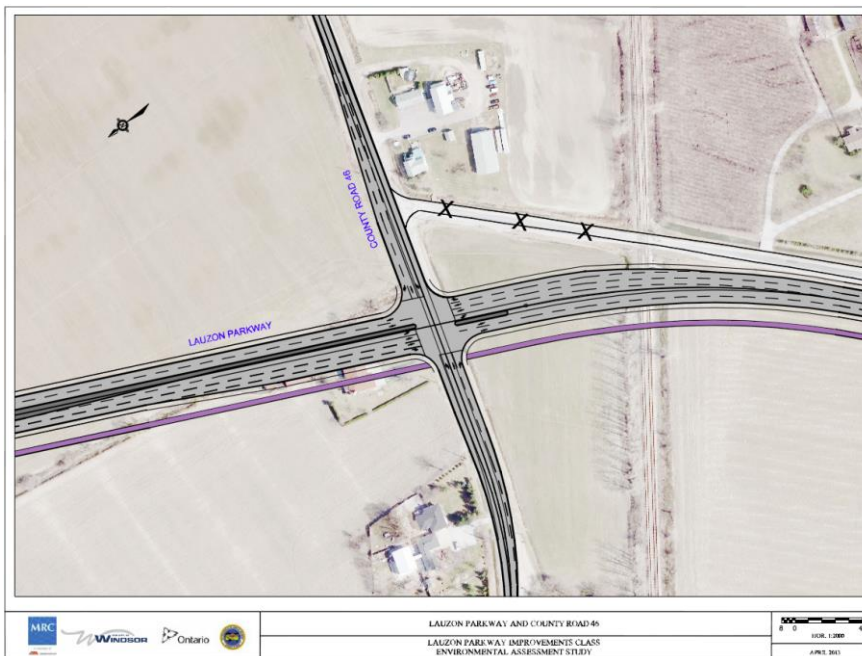 COUNTY ROAD 46
X X X
LAUZON PARKWAY
MRC
WINDSOR
Ontario
LAUZON PARKWAY AND COUNTY ROAD 46
LAUZON PARKWAY IMPROVEMENTS CLASS
ENVIRONMENTAL ASSESSMENT STUDY
HOR. 1:2000
APRIL 2013